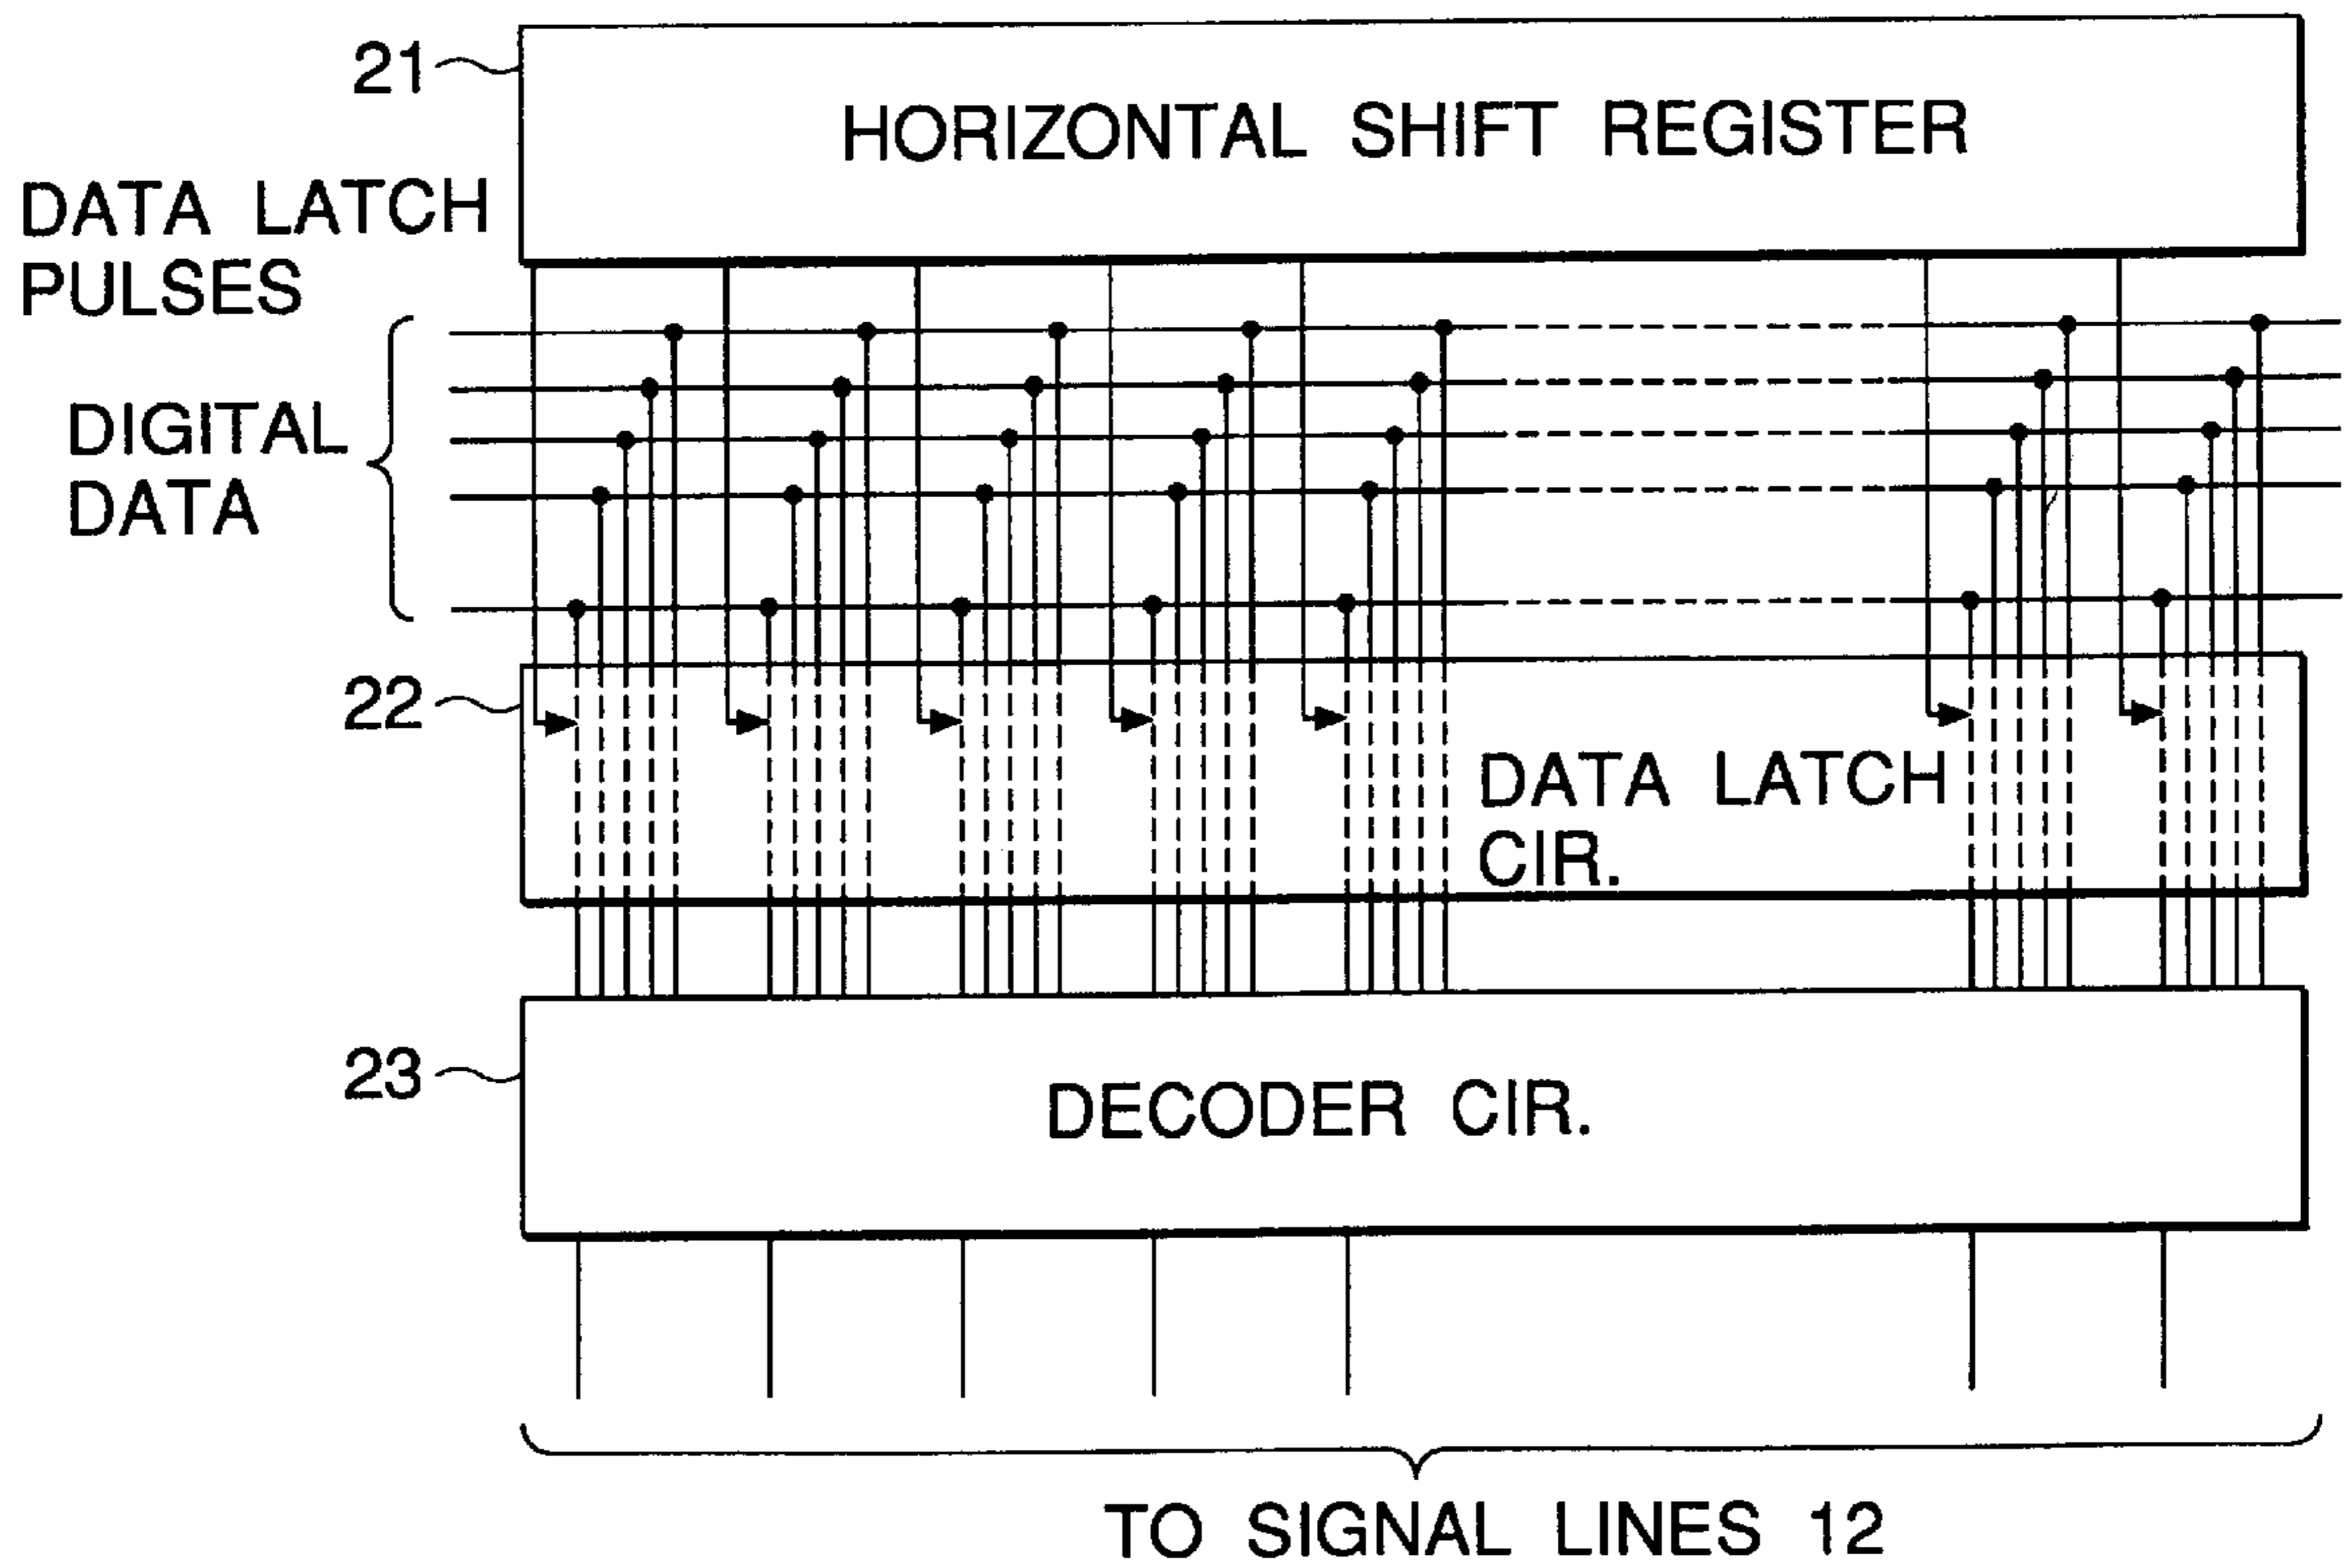 21
HORIZONTAL SHIFT REGISTER
DATA LATCH
PULSES
DIGITAL
DATA
22
DATA LATCH
CIR.
23
DECODER CIR.
TO SIGNAL LINES 12